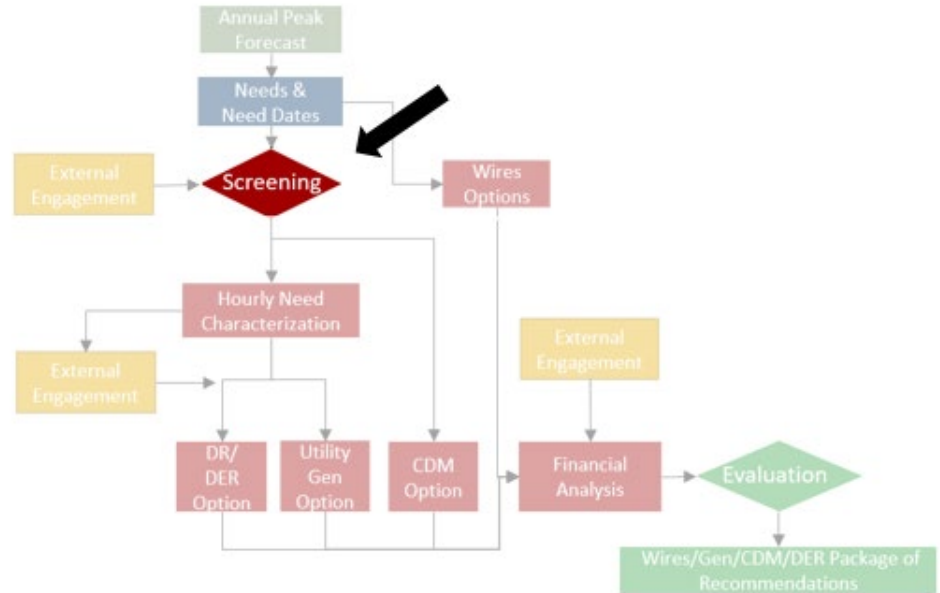 Annual Peak
Forecast
Needs &
Need Dates
External
Engagement
Screening
Wires
Options
Hourly Need
Characterization
External
Engagement
External
Engagement
DR/
DER
Option
Utility
Gen
Option
CDM
Option
Financial
Analysis
Evaluation
Wires/Gen/CDM/DER Package of
Recommendations